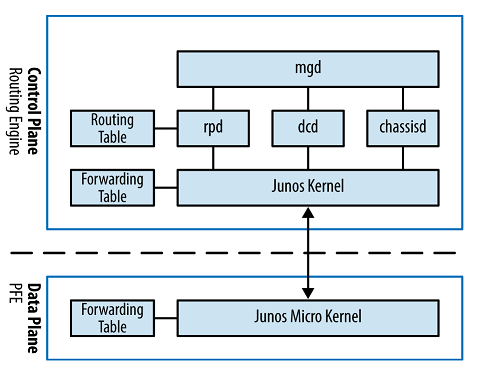 Control Plane
Routing Engine
mgd
Routing
Table
rpd
dcd
chassisd
Forwarding
Table
Junos Kernel
Data Plane
PFE
Forwarding
Table
Junos Micro Kernel